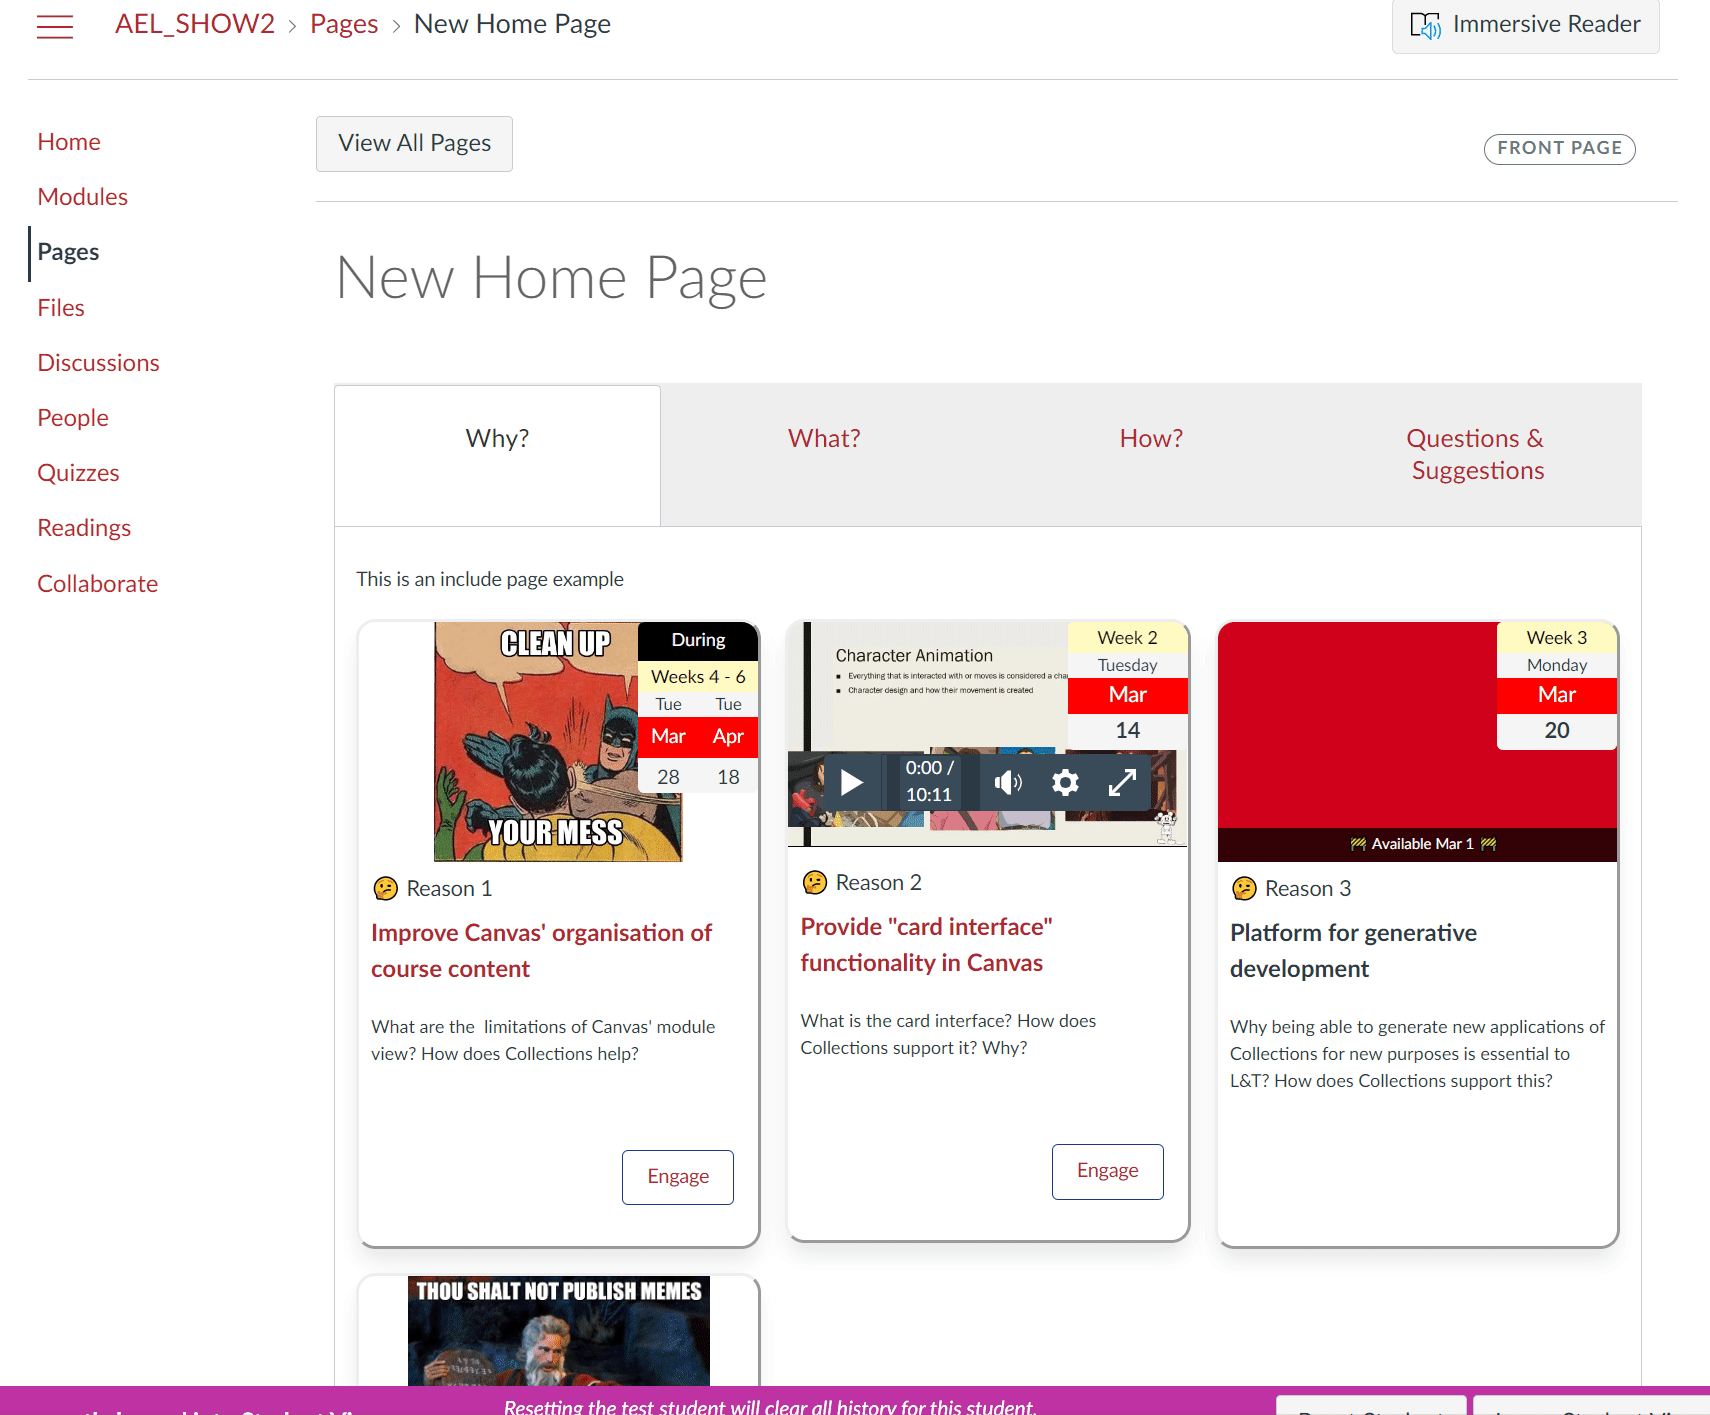 AEL_SHOW2 > Pages > New Home Page
Immersive Reader
Home
Modules
Pages
Files
Discussions
People
Quizzes
Readings
Collaborate
View All Pages
FRONT PAGE
New Home Page
Why?
What?
How?
Questions &
Suggestions
This is an include page example
CLEAN UP
YOUR MESS
During
Weeks 4 - 6
Tue Tue
Mar Apr
28 18
Reason 1
Improve Canvas' organisation of
course content
What are the limitations of Canvas' module
view? How does Collections help?
Engage
Character Animation
Everything that is interacted with or moves is considered a
Character design and how their movement is created
Week 2
Tuesday
Mar
14
0:00 /
10:11
Reason 2
Provide "card interface"
functionality in Canvas
What is the card interface? How does
Collections support it? Why?
Engage
Week 3
Monday
Mar
20
Available Mar 1
Reason 3
Platform for generative
development
Why being able to generate new applications of
Collections for new purposes is essential to
L&T? How does Collections support this?
THOU SHALT NOT PUBLISH MEMES
Resetting the test student will clear all history for this student.